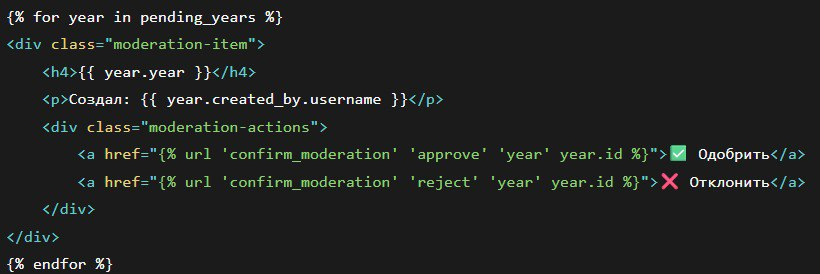 {% for year in pending_years %}
<div class="moderation-item">
    <h4>{{ year.year }}</h4>
    <p>Создал: {{ year.created_by.username }}</p>
    <div class="moderation-actions">
        <a href="{% url 'confirm_moderation' 'approve' 'year' year.id %}">✅ Одобрить</a>
        <a href="{% url 'confirm_moderation' 'reject' 'year' year.id %}">❌ Отклонить</a>
    </div>
</div>
{% endfor %}